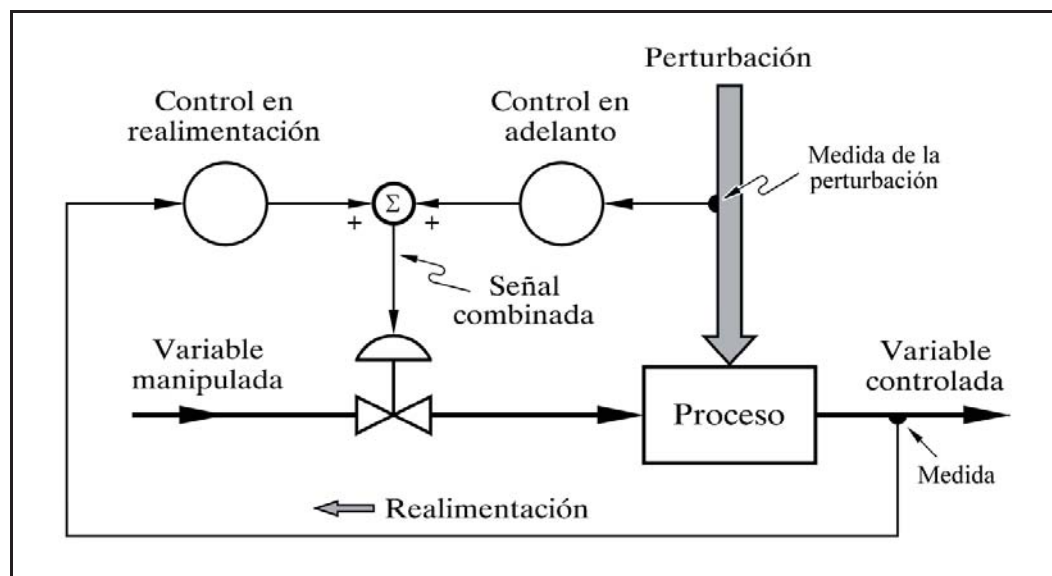 Perturbación
Control en
realimentación
Control en
adelanto
Medida de la
perturbación
Σ
+
+
Señal
combinada
Variable
manipulada
Variable
controlada
Proceso
Medida
Realimentación